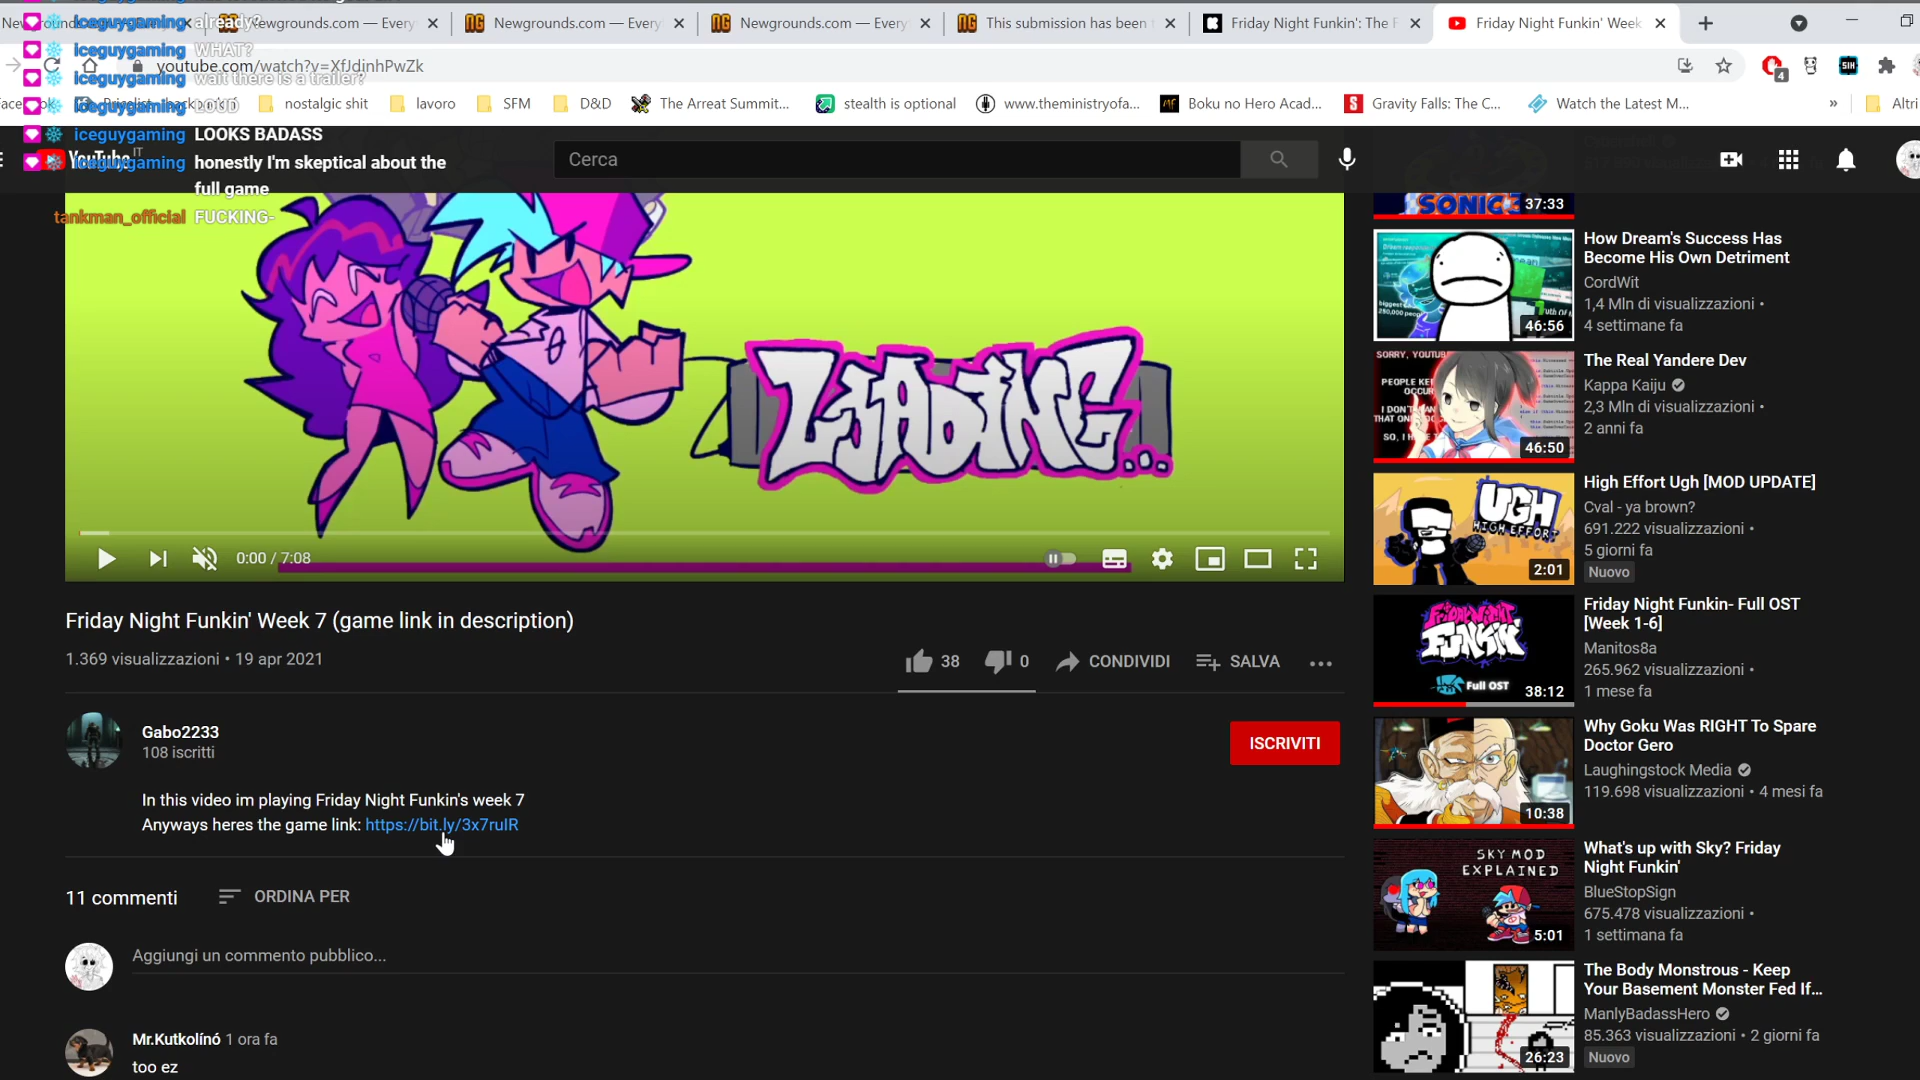 iceguygaming already?
Newgrounds.com — Every
Newgrounds.com — Every
Newgrounds.com — Every
This submission has been
Friday Night Funkin': The F
Friday Night Funkin' Week
iceguygaming WHAT?
youtube.com/watch?v=XfJdjnhPwZk
iceguygaming wait there is a trailer?
iceguygaming
nostalgic shit
lavoro
SFM
D&D
The Arreat Summit...
stealth is optional
www.theministryofa...
Boku no Hero Acad...
Gravity Falls: The C...
Watch the Latest M...
»
Altri
iceguygaming LOOKS BADASS
iceguygaming honestly I'm skeptical about the
full game
tankman_official FUCKING-
YouTube IT
Cerca
LOADING...
0:00 / 7:08
Friday Night Funkin' Week 7 (game link in description)
1.369 visualizzazioni • 19 apr 2021
38
0
CONDIVIDI
SALVA
Gabo2233
108 iscritti
ISCRIVITI
In this video im playing Friday Night Funkin's week 7
Anyways heres the game link: https://bit.ly/3x7ruIR
11 commenti
ORDINA PER
Aggiungi un commento pubblico...
Mr.Kutkolínó 1 ora fa
too ez
SONIC 3
37:33
How Dream's Success Has
Become His Own Detriment
CordWit
1,4 Mln di visualizzazioni •
4 settimane fa
46:56
The Real Yandere Dev
Kappa Kaiju
2,3 Mln di visualizzazioni •
2 anni fa
46:50
High Effort Ugh [MOD UPDATE]
Cval - ya brown?
691.222 visualizzazioni •
5 giorni fa
Nuovo
UGH
HIGH EFFORT
2:01
Friday Night Funkin- Full OST
[Week 1-6]
Manitos8a
265.962 visualizzazioni •
1 mese fa
FRIDAY NIGHT
FUNKIN'
Full OST
38:12
Why Goku Was RIGHT To Spare
Doctor Gero
Laughingstock Media
119.698 visualizzazioni • 4 mesi fa
10:38
What's up with Sky? Friday
Night Funkin'
BlueStopSign
675.478 visualizzazioni •
1 settimana fa
SKY MOD
EXPLAINED
5:01
The Body Monstrous - Keep
Your Basement Monster Fed If...
ManlyBadassHero
85.363 visualizzazioni • 2 giorni fa
Nuovo
26:23